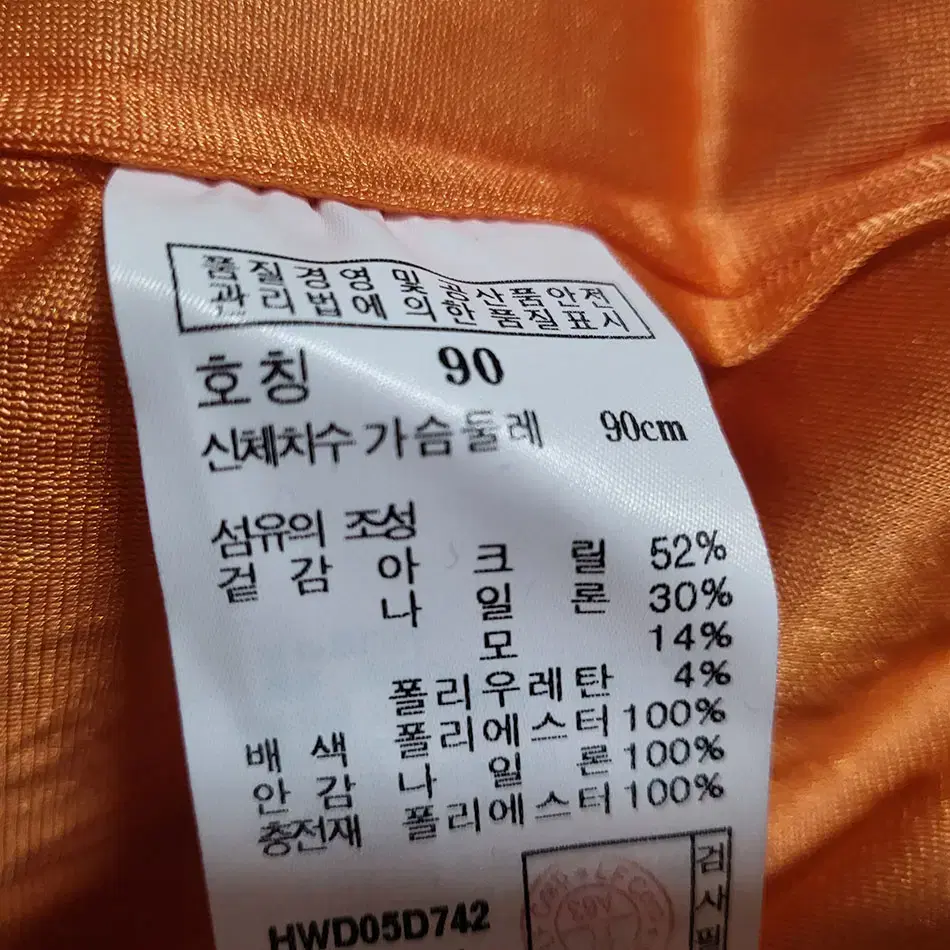 품질경영 및 공산품안전
관리법에 의한 품질표시
호칭 90
신체치수 가슴둘레 90cm
섬유의 조성
겉감 아크릴 52%
나일론 30%
모 14%
폴리우레탄 4%
배색 폴리에스터 100%
안감 나일론 100%
충전재 폴리에스터 100%
HWD05D742
검사필